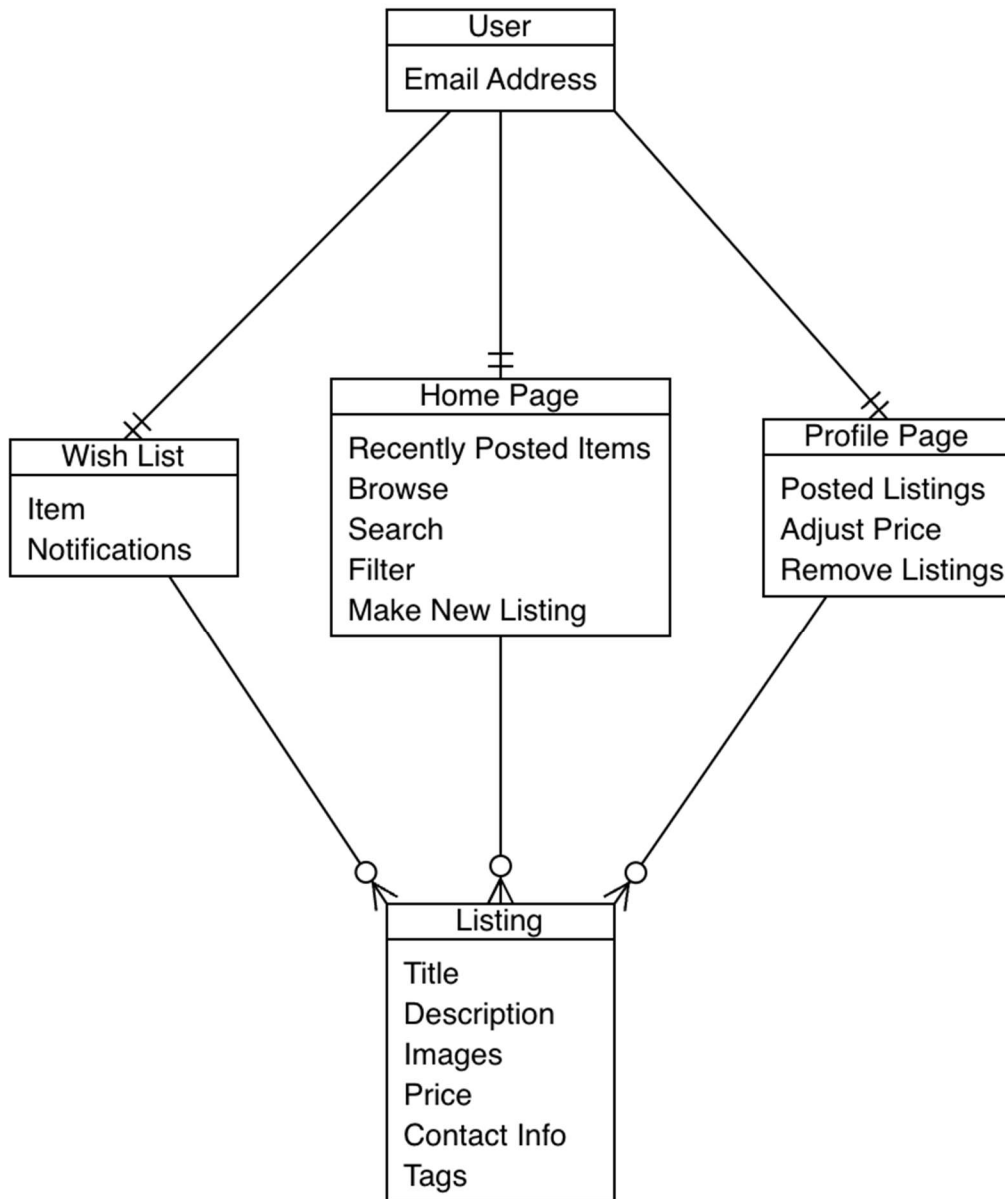 User
Email Address
Wish List
Item
Notifications
Home Page
Recently Posted Items
Browse
Search
Filter
Make New Listing
Profile Page
Posted Listings
Adjust Price
Remove Listings
Listing
Title
Description
Images
Price
Contact Info
Tags